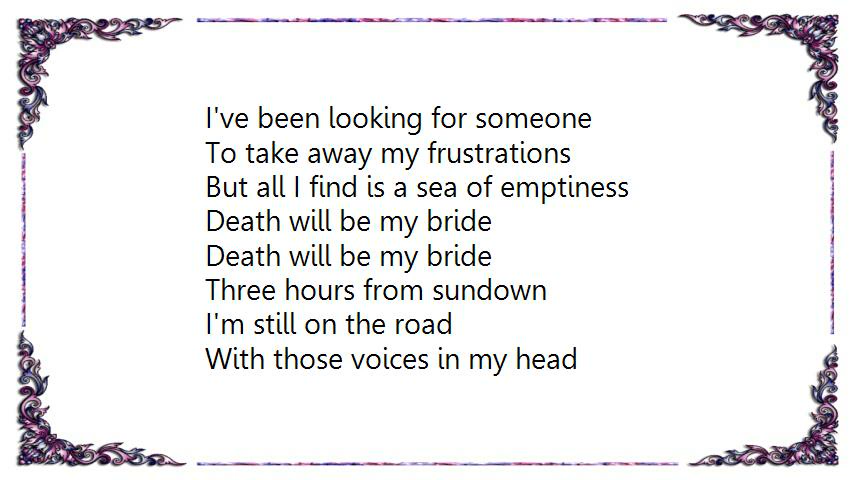 I've been looking for someone
To take away my frustrations
But all I find is a sea of emptiness
Death will be my bride
Death will be my bride
Three hours from sundown
I'm still on the road
With those voices in my head